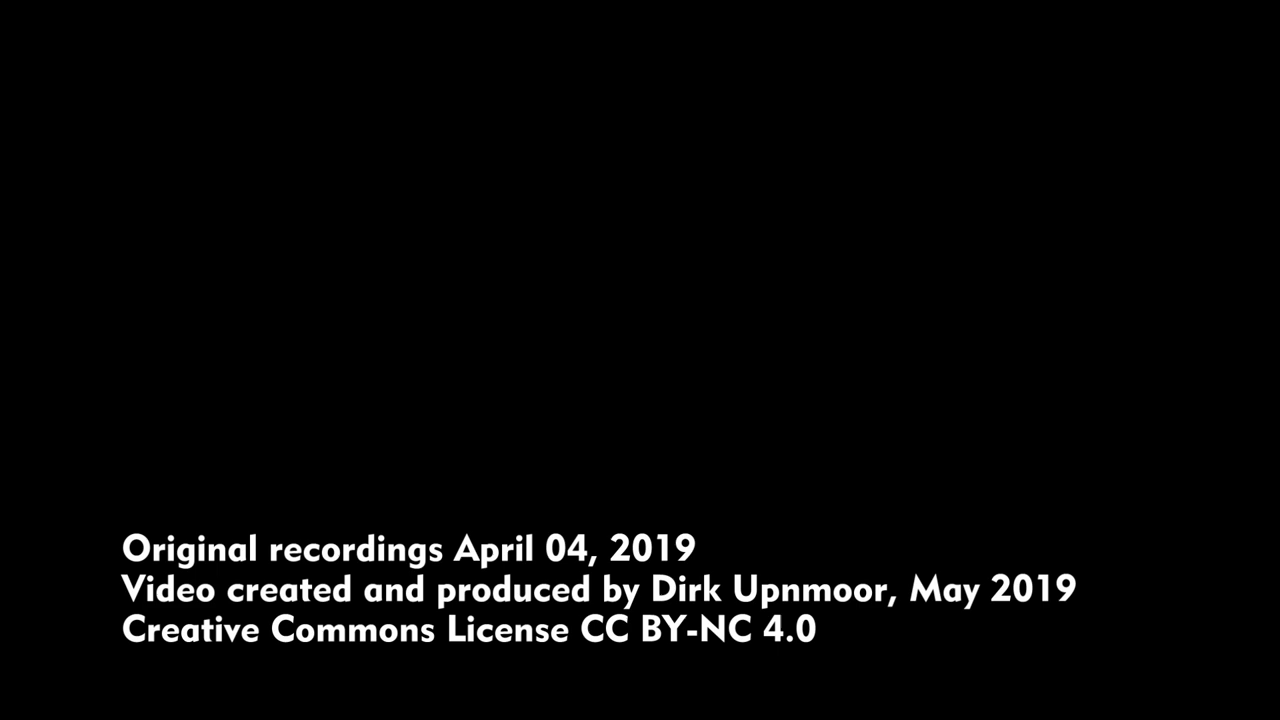 Original recordings April 04, 2019
Video created and produced by Dirk Upnmoor, May 2019
Creative Commons License CC BY-NC 4.0